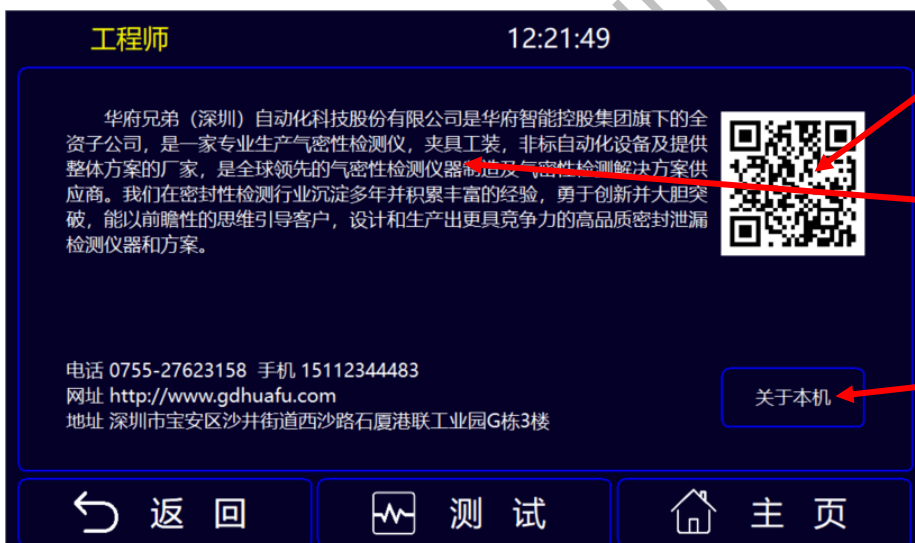 工程师
12:21:49
华府兄弟（深圳）自动化科技股份有限公司是华府智能控股集团旗下的全
资子公司，是一家专业生产气密性检测仪，夹具工装，非标自动化设备及提供
整体方案的厂家，是全球领先的气密性检测仪器制造及气密性检测解决方案供
应商。我们在密封性检测行业沉淀多年并积累丰富的经验，勇于创新并大胆突
破，能以前瞻性的思维引导客户，设计和生产出更具竞争力的高品质密封泄漏
检测仪器和方案。
电话 0755-27623158 手机 15112344483
网址 http://www.gdhuafu.com
地址 深圳市宝安区沙井街道西沙路石厦港联工业园G栋3楼
关于本机
返 回
测 试
主 页